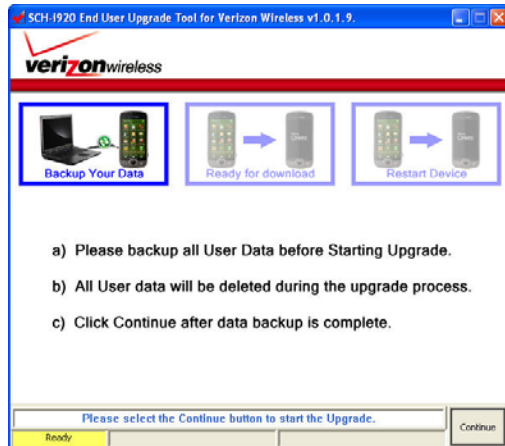 SCH-i920 End User Upgrade Tool for Verizon Wireless v1.0.1.9.
verizonwireless
Backup Your Data
Ready for download
Restart Device
a) Please backup all User Data before Starting Upgrade.
b) All User data will be deleted during the upgrade process.
c) Click Continue after data backup is complete.
Please select the Continue button to start the Upgrade.
Continue
Ready